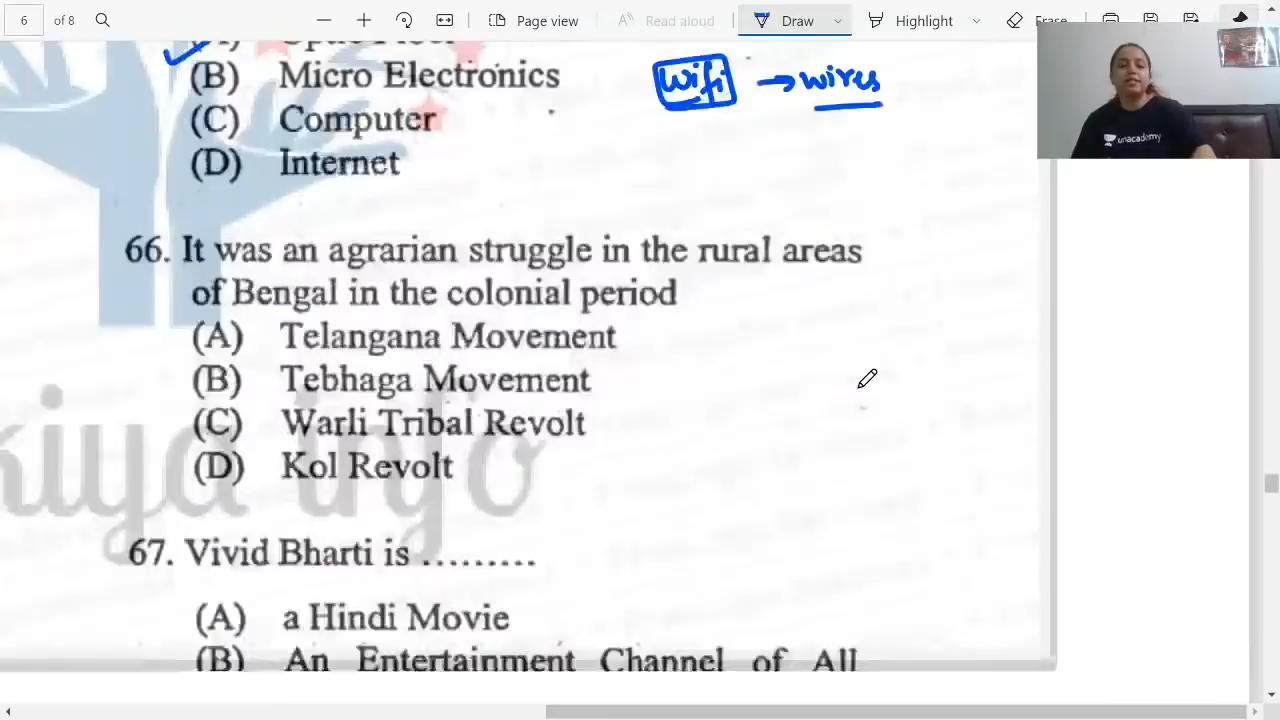 6 of 8 Page view Read aloud Draw Highlight Erase
(B) Micro Electronics
wifi → wires
(C) Computer
(D) Internet
unacademy
66. It was an agrarian struggle in the rural areas
of Bengal in the colonial period
(A) Telangana Movement
(B) Tebhaga Movement
(C) Warli Tribal Revolt
(D) Kol Revolt
67. Vivid Bharti is .........
(A) a Hindi Movie
(B) An Entertainment Channel of All